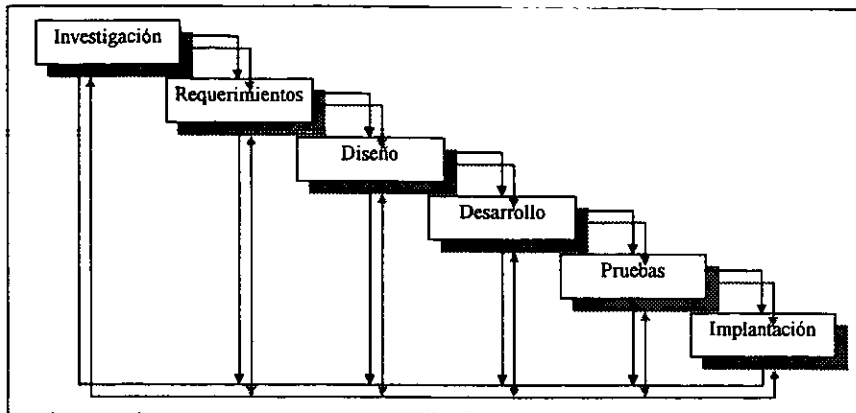 Investigación
Requerimientos
Diseño
Desarrollo
Pruebas
Implantación